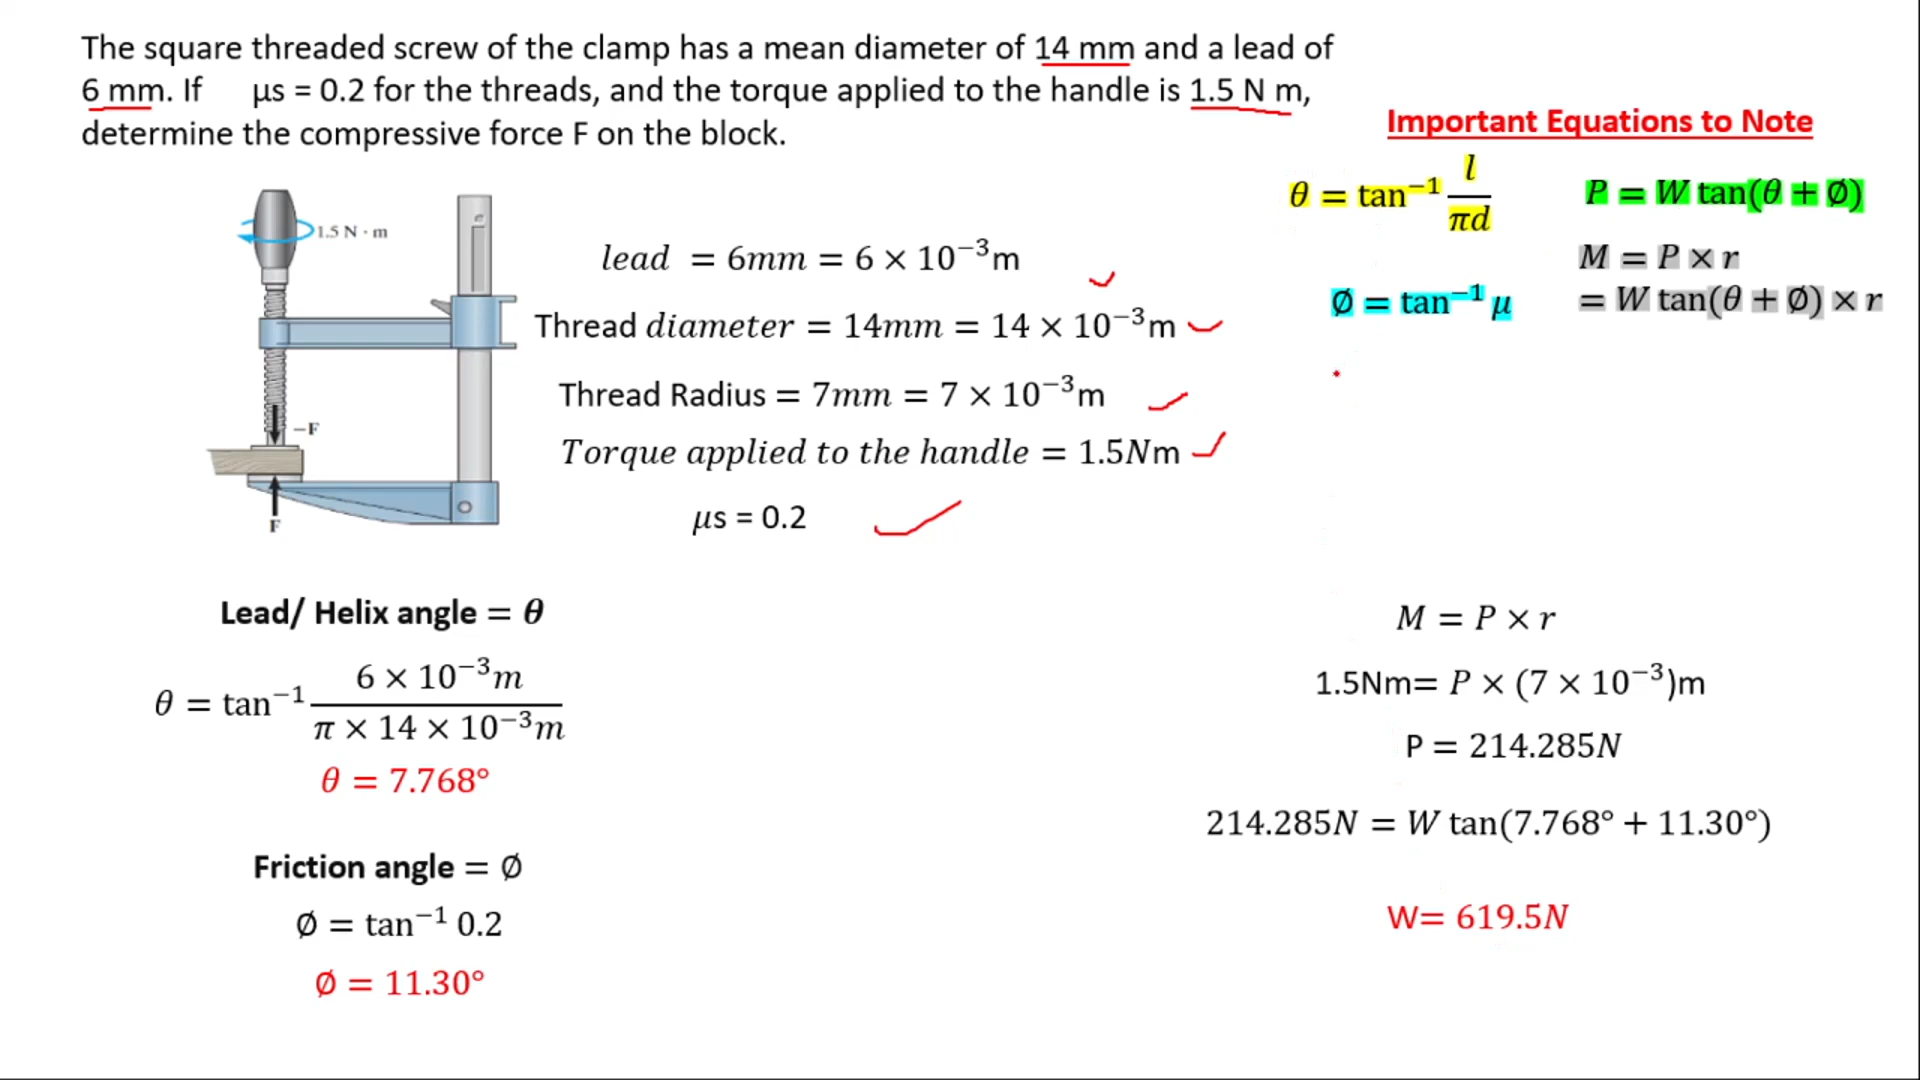 The square threaded screw of the clamp has a mean diameter of 14 mm and a lead of
6 mm. If μs = 0.2 for the threads, and the torque applied to the handle is 1.5 N m,
determine the compressive force F on the block.
Important Equations to Note
θ = tan⁻¹ l/πd
P = W tan(θ + ∅)
M = P × r
= W tan(θ + ∅) × r
∅ = tan⁻¹ μ
1.5 N · m
−F
F
lead = 6mm = 6 × 10⁻³m
Thread diameter = 14mm = 14 × 10⁻³m
Thread Radius = 7mm = 7 × 10⁻³m
Torque applied to the handle = 1.5Nm
μs = 0.2
Lead/ Helix angle = θ
θ = tan⁻¹ 6 × 10⁻³m / π × 14 × 10⁻³m
θ = 7.768°
Friction angle = ∅
∅ = tan⁻¹ 0.2
∅ = 11.30°
M = P × r
1.5Nm= P × (7 × 10⁻³)m
P = 214.285N
214.285N = W tan(7.768° + 11.30°)
W= 619.5N